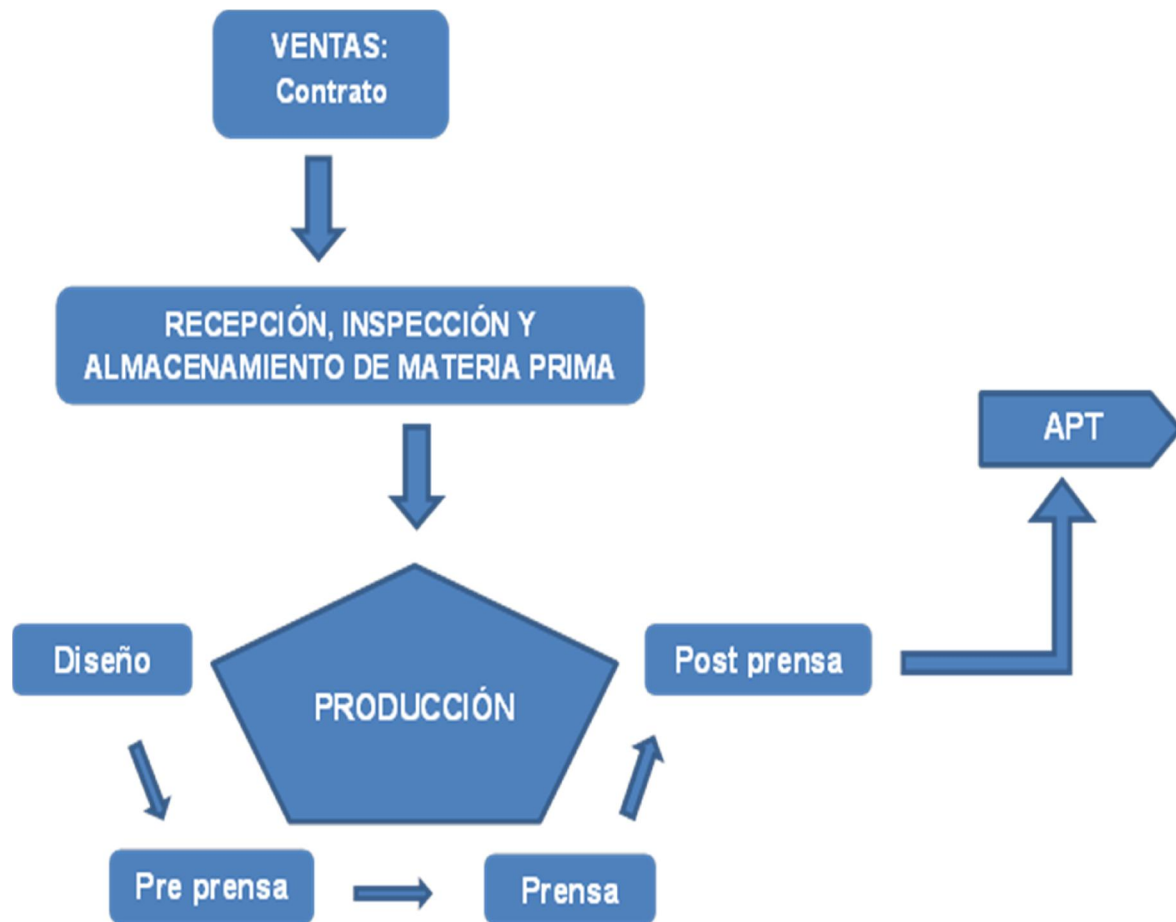 VENTAS:
Contrato
RECEPCIÓN, INSPECCIÓN Y
ALMACENAMIENTO DE MATERIA PRIMA
APT
Diseño
PRODUCCIÓN
Post prensa
Pre prensa
Prensa